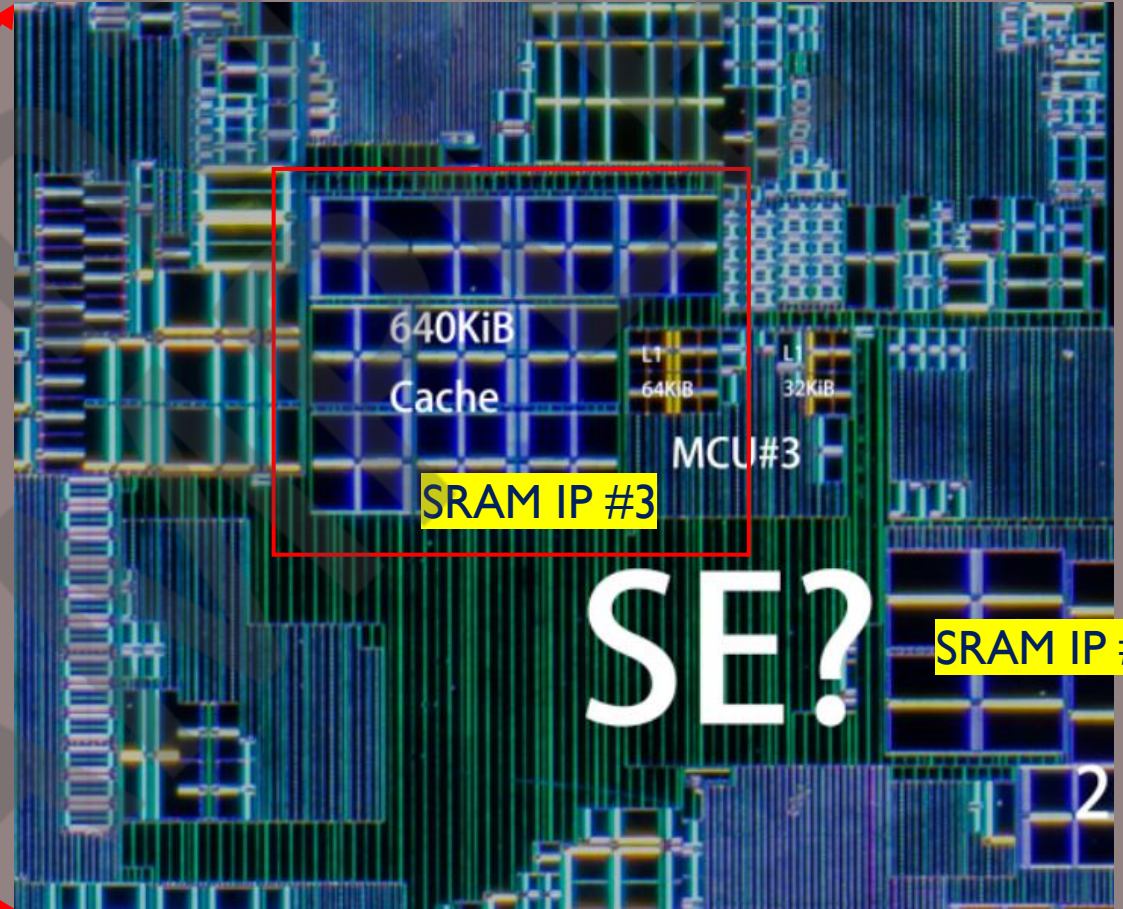 640KiB
Cache
L1
64KiB
L1
32KiB
MCU#3
SRAM IP #3
SE?
SRAM IP #
2